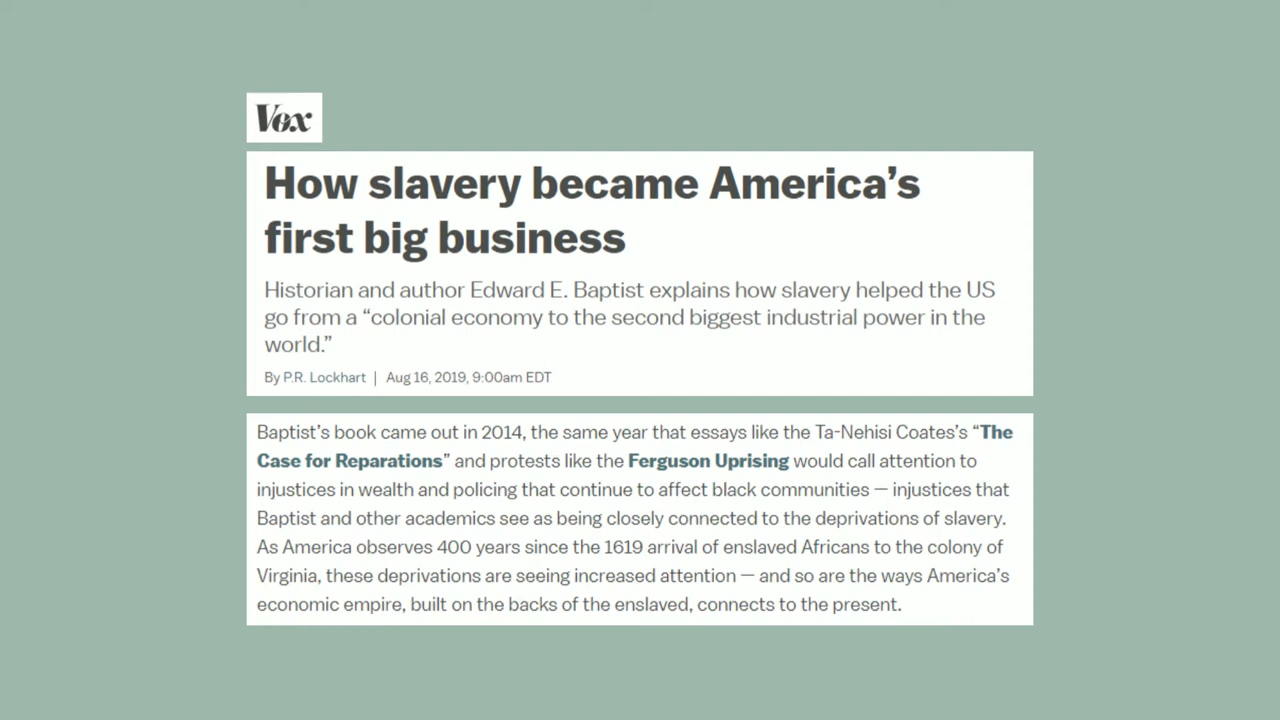 Vox
How slavery became America’s
first big business
Historian and author Edward E. Baptist explains how slavery helped the US
go from a “colonial economy to the second biggest industrial power in the
world.”
By P.R. Lockhart | Aug 16, 2019, 9:00am EDT
Baptist’s book came out in 2014, the same year that essays like the Ta-Nehisi Coates’s “The
Case for Reparations” and protests like the Ferguson Uprising would call attention to
injustices in wealth and policing that continue to affect black communities — injustices that
Baptist and other academics see as being closely connected to the deprivations of slavery.
As America observes 400 years since the 1619 arrival of enslaved Africans to the colony of
Virginia, these deprivations are seeing increased attention — and so are the ways America’s
economic empire, built on the backs of the enslaved, connects to the present.